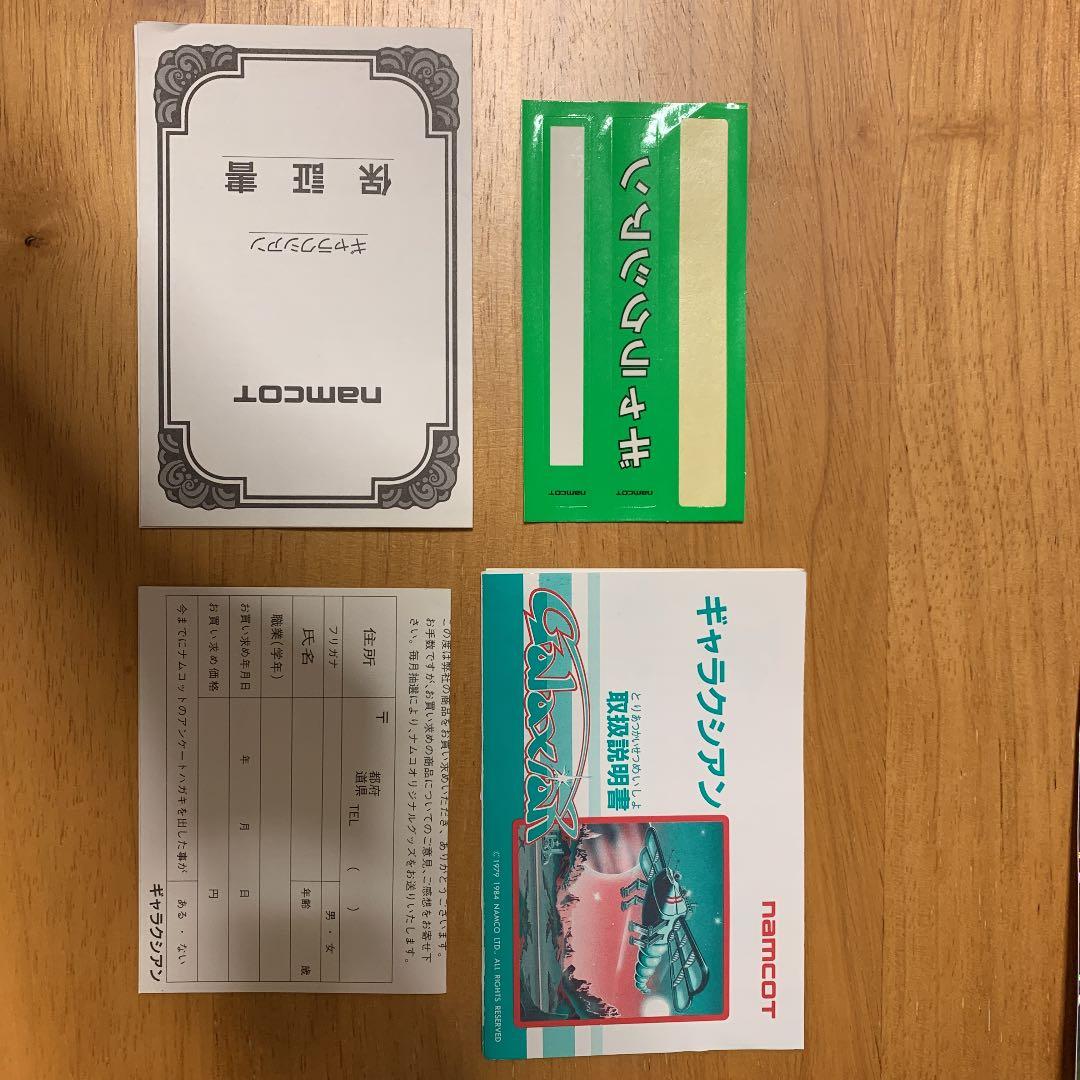 保証書
ギャラクシアン
namcoT
ギャラクシアン
namcoT
namcoT
この度は弊社の商品をお買い求めいただき、ありがとうございます。
お手数ですが、お買い求めの商品についてのご意見、ご感想をお寄せ下
さい。毎月抽選により、ナムコオリジナルグッズをお送りいたします。
住所 〒 都府道県 TEL ( )
フリガナ
氏名 男・女
職業(学年) 年齢 歳
お買い求め年月日 年 月 日
お買い求め価格 円
今までにナムコットのアンケートハガキを出した事が ある・ない
ギャラクシアン
namcoT
ギャラクシアン
とりあつかいせつめいしょ
取扱説明書
Galaxian
©1979 1984 NAMCO LTD., ALL RIGHTS RESERVED